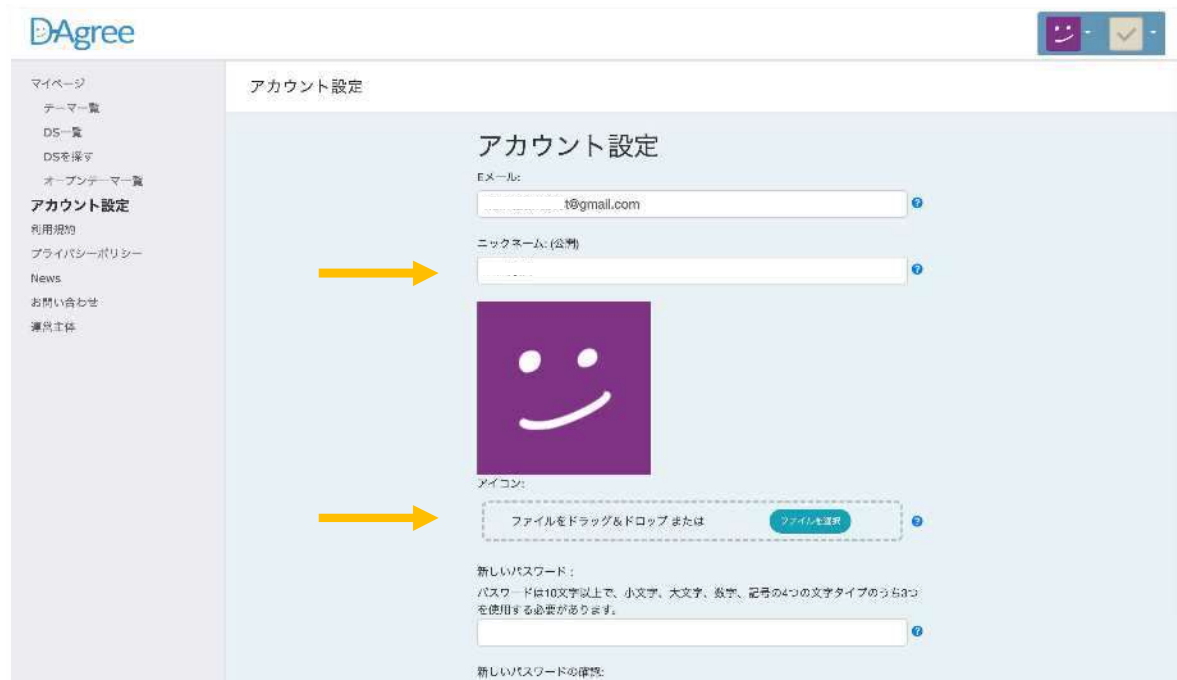 D-Agree
マイページ
テーマ一覧
DS一覧
DSを探す
オープンテーマ一覧
アカウント設定
利用規約
プライバシーポリシー
News
お問い合わせ
運営主体
アカウント設定
アカウント設定
Eメール:
t@gmail.com
ニックネーム: (公開)
アイコン:
ファイルをドラッグ&ドロップ または
ファイルを選択
新しいパスワード :
パスワードは10文字以上で、小文字、大文字、数字、記号の4つの文字タイプのうち3つ
を使用する必要があります。
新しいパスワードの確認: